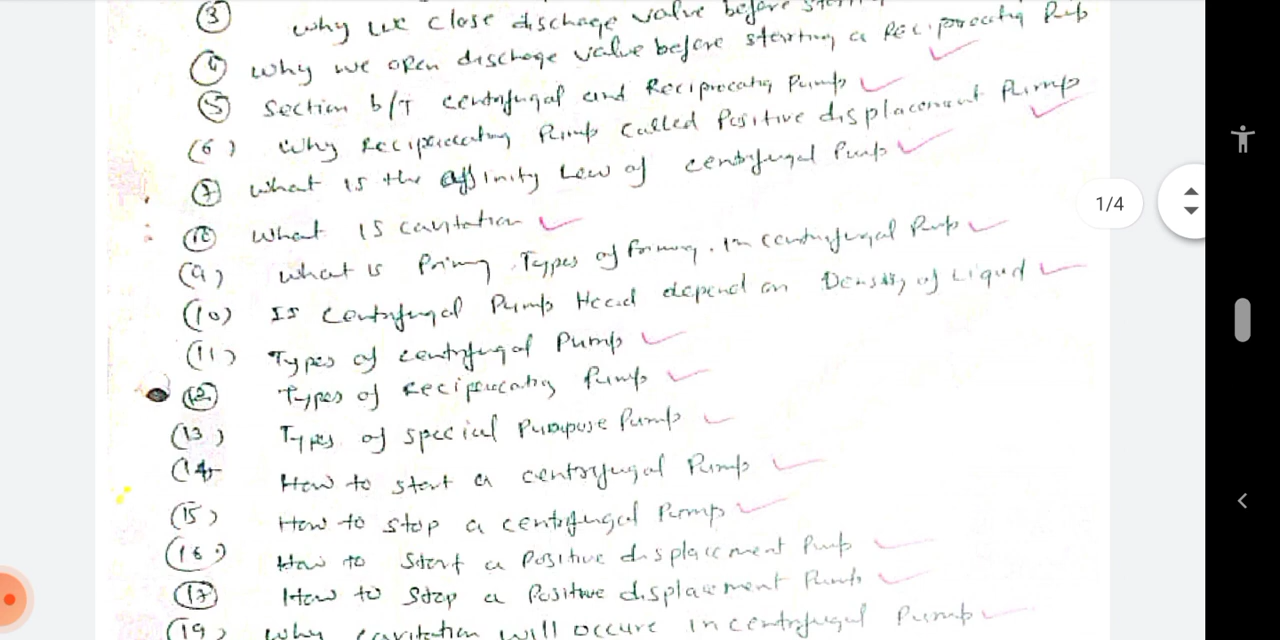 (3) why we close dischage valve before
(4) why we open dischage valve before starting a Reciprocating Pump
(5) Section b/T centrifugal and Reciprocating Pump
(6) Why Reciprocating Pump called Positive displacement Pump
(7) what is the affinity Law of centrifugal Pump
What is cavitation
(9) what is Priming. Types of Priming. In centrifugal Pump
(10) Is centrifugal Pump Head depend on Density of Liquid
(11) Types of centrifugal Pump
(12) Types of Reciprocating Pump
(13) Types of special Purpose Pump
(14) How to start a centrifugal Pump
(15) How to stop a centrifugal Pump
(16) How to start a Positive displacement Pump
(17) How to stop a Positive displacement Pump
(19) Why cavitation will occure in centrifugal Pump
1/4